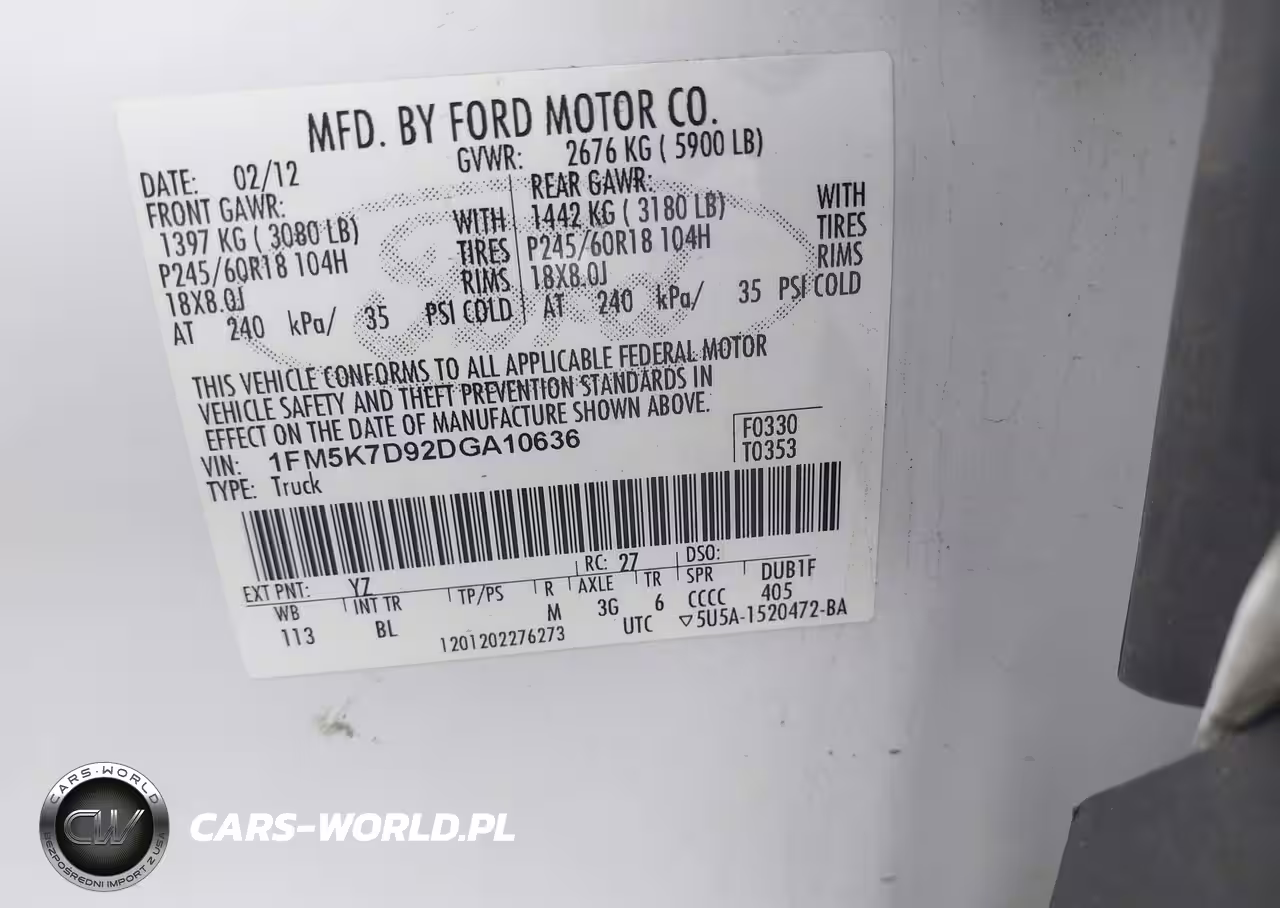 MFD. BY FORD MOTOR CO.
DATE: 02/12 GVWR: 2676 KG ( 5900 LB)
FRONT GAWR: REAR GAWR:
1397 KG ( 3080 LB) WITH 1442 KG ( 3180 LB) WITH
P245/60R18 104H TIRES P245/60R18 104H TIRES
18X8.0J RIMS 18X8.0J RIMS
AT 240 kPa/ 35 PSI COLD AT 240 kPa/ 35 PSI COLD
THIS VEHICLE CONFORMS TO ALL APPLICABLE FEDERAL MOTOR
VEHICLE SAFETY AND THEFT PREVENTION STANDARDS IN
EFFECT ON THE DATE OF MANUFACTURE SHOWN ABOVE.
VIN: 1FM5K7D92DGA10636 F0330
TYPE: Truck T0353
EXT PNT: YZ RC: 27 DSO:
WB INT TR TP/PS R AXLE TR SPR DUB1F
113 BL M 3G 6 CCCC 405
1201202276273 UTC ▽5U5A-1520472-BA
CARS-WORLD
CW
BEZPOŚREDNI IMPORT Z USA
CARS-WORLD.PL